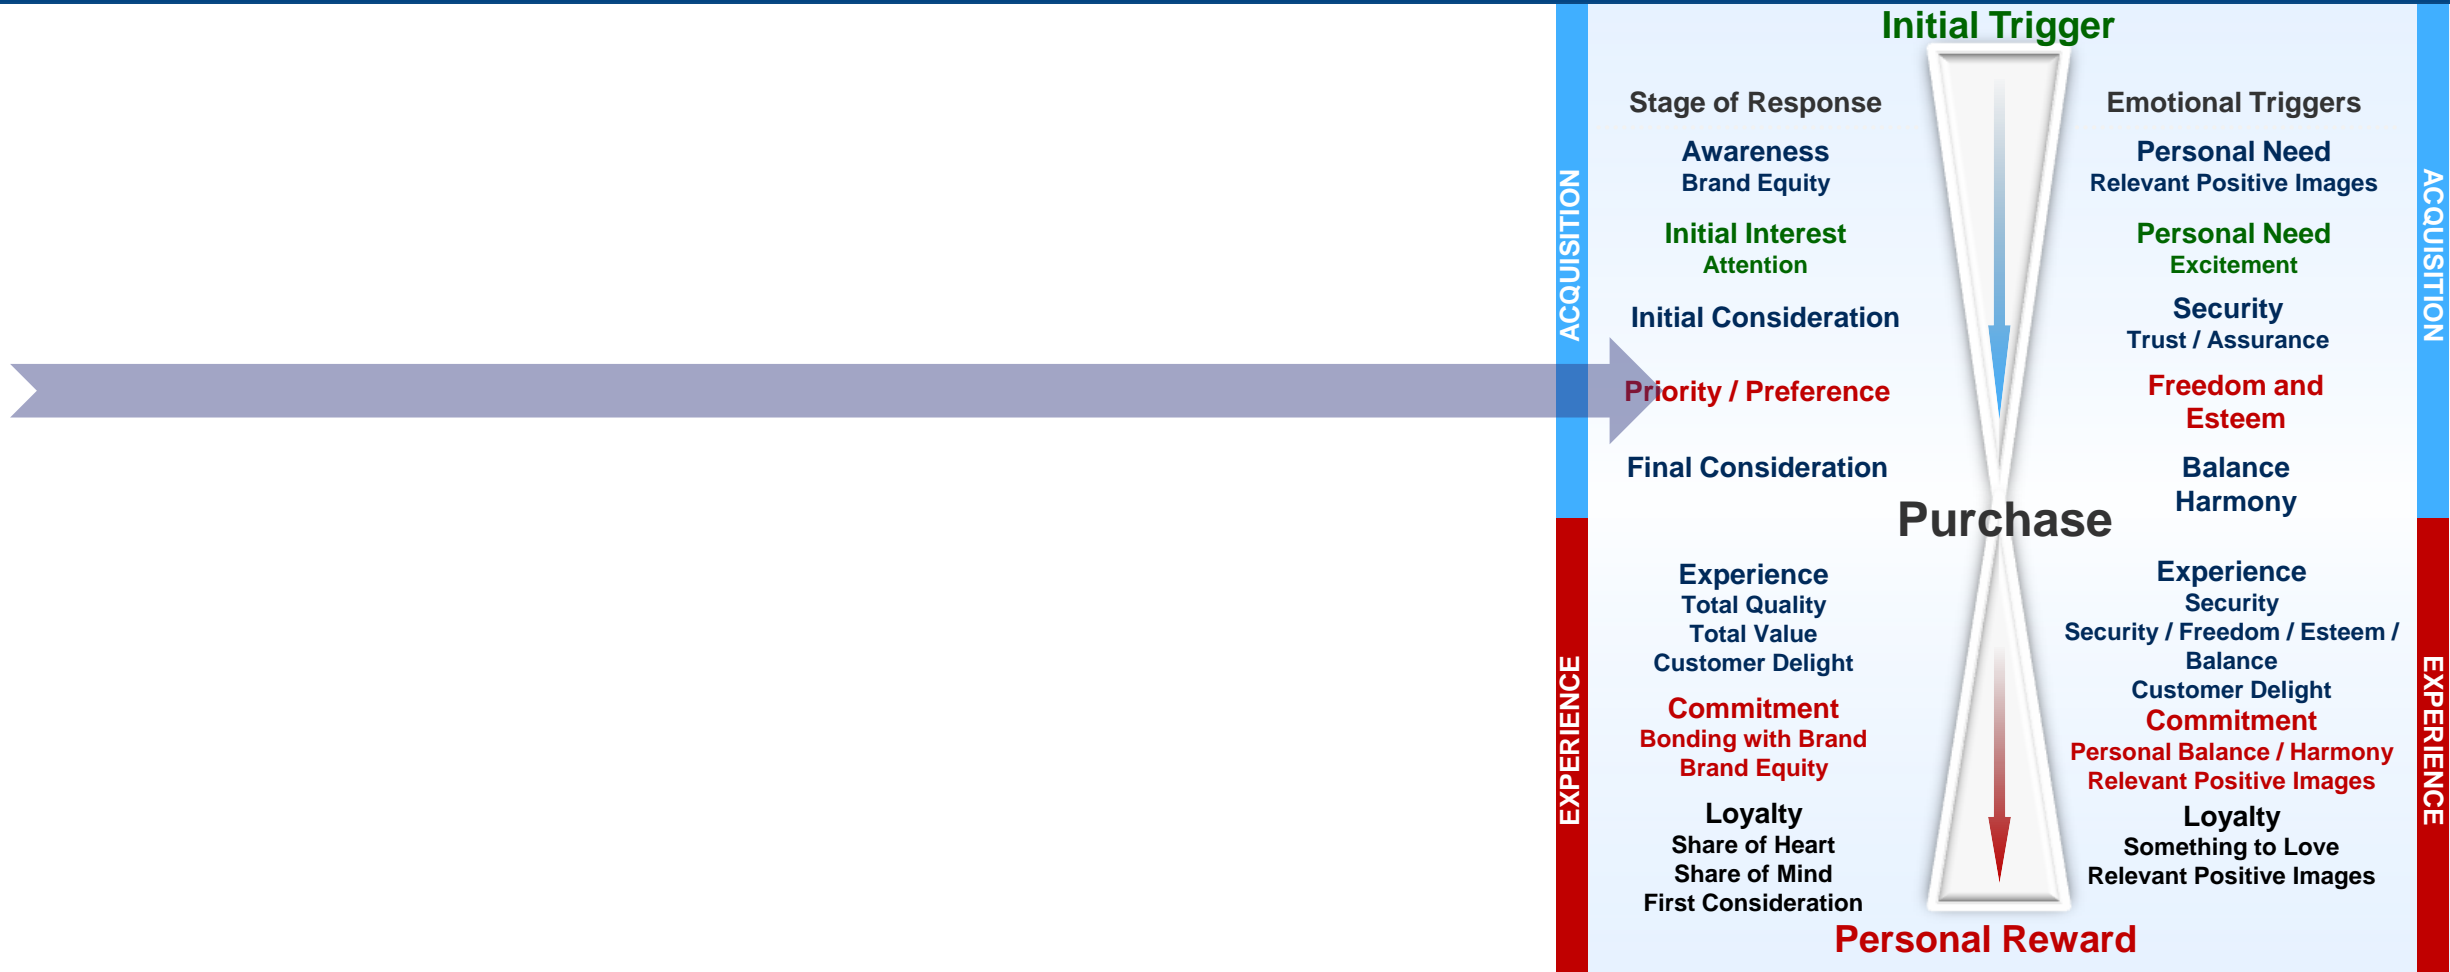 Initial Trigger
ACQUISITION
Stage of Response
Awareness
Brand Equity
Initial Interest
Attention
Initial Consideration
Priority / Preference
Final Consideration
Emotional Triggers
Personal Need
Relevant Positive Images
Personal Need
Excitement
Security
Trust / Assurance
Freedom and
Esteem
Balance
Harmony
ACQUISITION
Purchase
EXPERIENCE
Experience
Total Quality
Total Value
Customer Delight
Commitment
Bonding with Brand
Brand Equity
Loyalty
Share of Heart
Share of Mind
First Consideration
Experience
Security
Security / Freedom / Esteem /
Balance
Customer Delight
Commitment
Personal Balance / Harmony
Relevant Positive Images
Loyalty
Something to Love
Relevant Positive Images
EXPERIENCE
Personal Reward